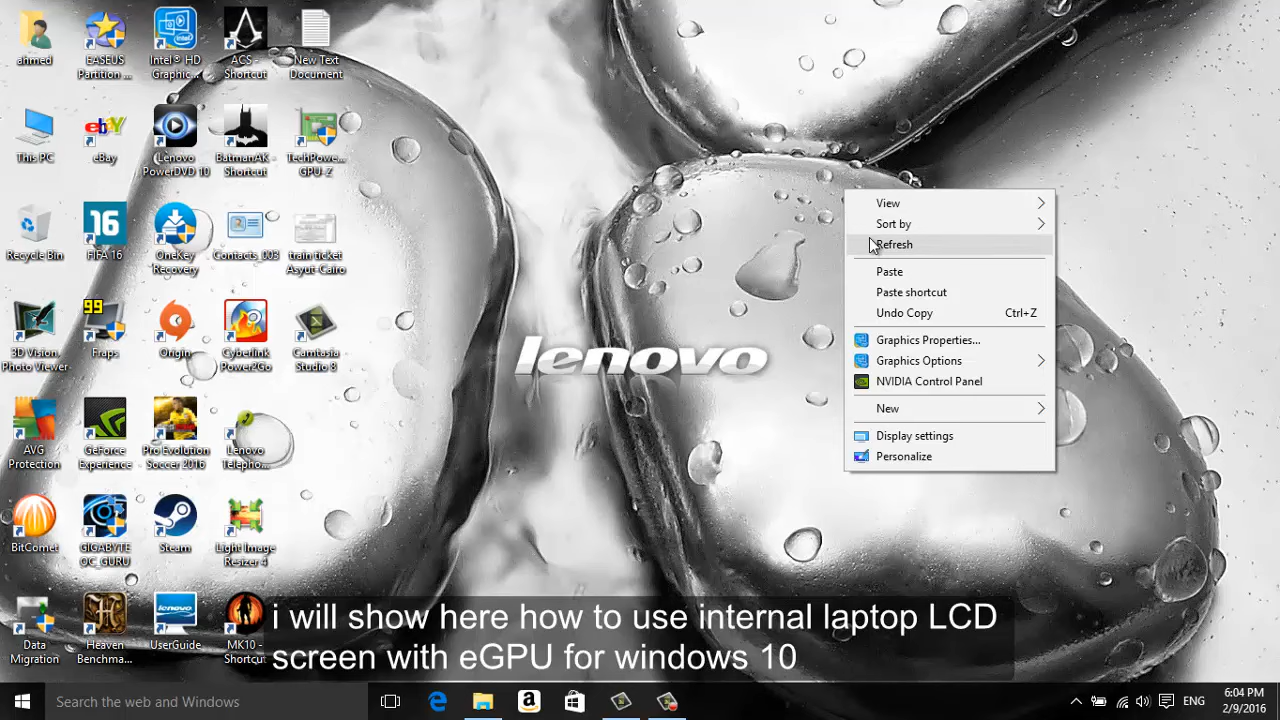 ahmed
EASEUS
Partition ...
Intel® HD
Graphic...
ACS -
Shortcut
New Text
Document
This PC
ebay
eBay
Lenovo
PowerDVD 10
BatmanAK -
Shortcut
TechPowe...
GPU-Z
Recycle Bin
16
FIFA 16
OneKey
Recovery
Contacts_003
train ticket
Asyut-Cairo
3D Vision
Photo Viewer
99
Fraps
Origin
Cyberlink
Power2Go
Camtasia
Studio 8
AVG
Protection
GeForce
Experience
Pro Evolution
Soccer 2016
Lenovo
Telepho...
BitComet
GIGABYTE
OC_GURU
Steam
Light Image
Resizer 4
Data
Migration
Heaven
Benchma...
lenovo
UserGuide
MK10 -
Shortcut
lenovo
View
Sort by
Refresh
Paste
Paste shortcut
Undo Copy Ctrl+Z
Graphics Properties...
Graphics Options
NVIDIA Control Panel
New
Display settings
Personalize
i will show here how to use internal laptop LCD
screen with eGPU for windows 10
Search the web and Windows
ENG
6:04 PM
2/9/2016